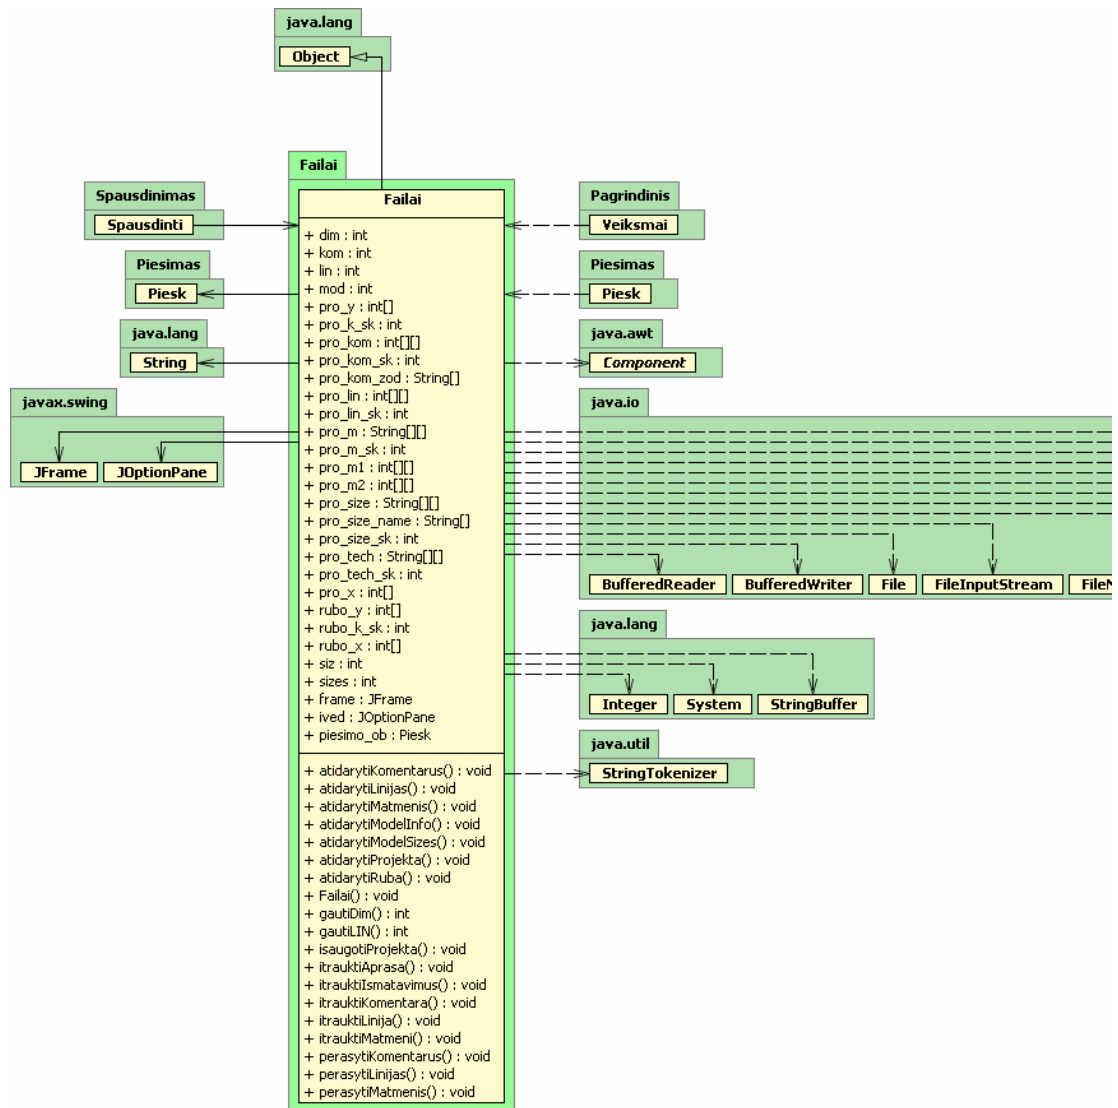 java.lang
Object
Failai
Failai
Spausdinimas
Spausdinti
Piesimas
Piesk
java.lang
String
javax.swing
JFrame
JOptionPane
+ dim : int
+ kom : int
+ lin : int
+ mod : int
+ pro_y : int[]
+ pro_k_sk : int
+ pro_kom : int[][]
+ pro_kom_sk : int
+ pro_kom_zod : String[]
+ pro_lin : int[][]
+ pro_lin_sk : int
+ pro_m : String[][]
+ pro_m_sk : int
+ pro_m1 : int[][]
+ pro_m2 : int[][]
+ pro_size : String[][]
+ pro_size_name : String[]
+ pro_size_sk : int
+ pro_tech : String[][]
+ pro_tech_sk : int
+ pro_x : int[]
+ rubo_y : int[]
+ rubo_k_sk : int
+ rubo_x : int[]
+ siz : int
+ sizes : int
+ frame : JFrame
+ ived : JOptionPane
+ piesimo_ob : Piesk
+ atidarytiKomentarus() : void
+ atidarytiLinijas() : void
+ atidarytiMatmenis() : void
+ atidarytiModelInfo() : void
+ atidarytiModelSizes() : void
+ atidarytiProjekta() : void
+ atidarytiRuba() : void
+ Failai() : void
+ gautiDim() : int
+ gautiLIN() : int
+ isaugotiProjekta() : void
+ itrauktiAprasa() : void
+ itrauktiIsmatavimus() : void
+ itrauktiKomentara() : void
+ itrauktiLinija() : void
+ itrauktiMatmeni() : void
+ perasytiKomentarus() : void
+ perasytiLinijas() : void
+ perasytiMatmenis() : void
Pagrindinis
Veiksmai
Piesimas
Piesk
java.awt
Component
java.io
BufferedReader
BufferedWriter
File
FileInputStream
java.lang
Integer
System
StringBuffer
java.util
StringTokenizer